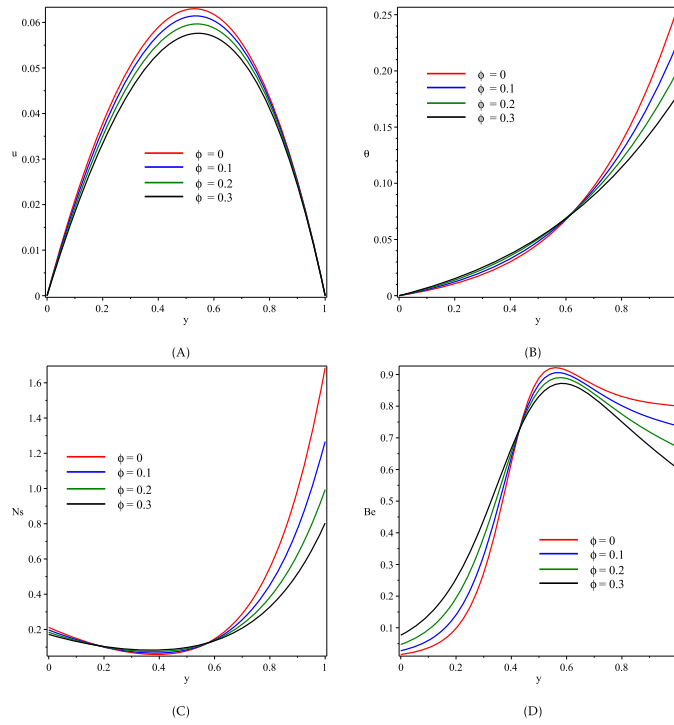 0.06
0.05
0.04
u
0.03
0.02
0.01
0
0 0.2 0.4 0.6 0.8 1
y
ϕ = 0
ϕ = 0.1
ϕ = 0.2
ϕ = 0.3
(A)
0.25
0.20
0.15
θ
0.10
0.05
0
0 0.2 0.4 0.6 0.8
y
ϕ = 0
ϕ = 0.1
ϕ = 0.2
ϕ = 0.3
(B)
1.6
1.4
1.2
1.0
Ns
0.8
0.6
0.4
0.2
0 0.2 0.4 0.6 0.8 1
y
ϕ = 0
ϕ = 0.1
ϕ = 0.2
ϕ = 0.3
(C)
0.9
0.8
0.7
0.6
0.5
Be
0.4
0.3
0.2
0.1
0 0.2 0.4 0.6 0.8
y
ϕ = 0
ϕ = 0.1
ϕ = 0.2
ϕ = 0.3
(D)